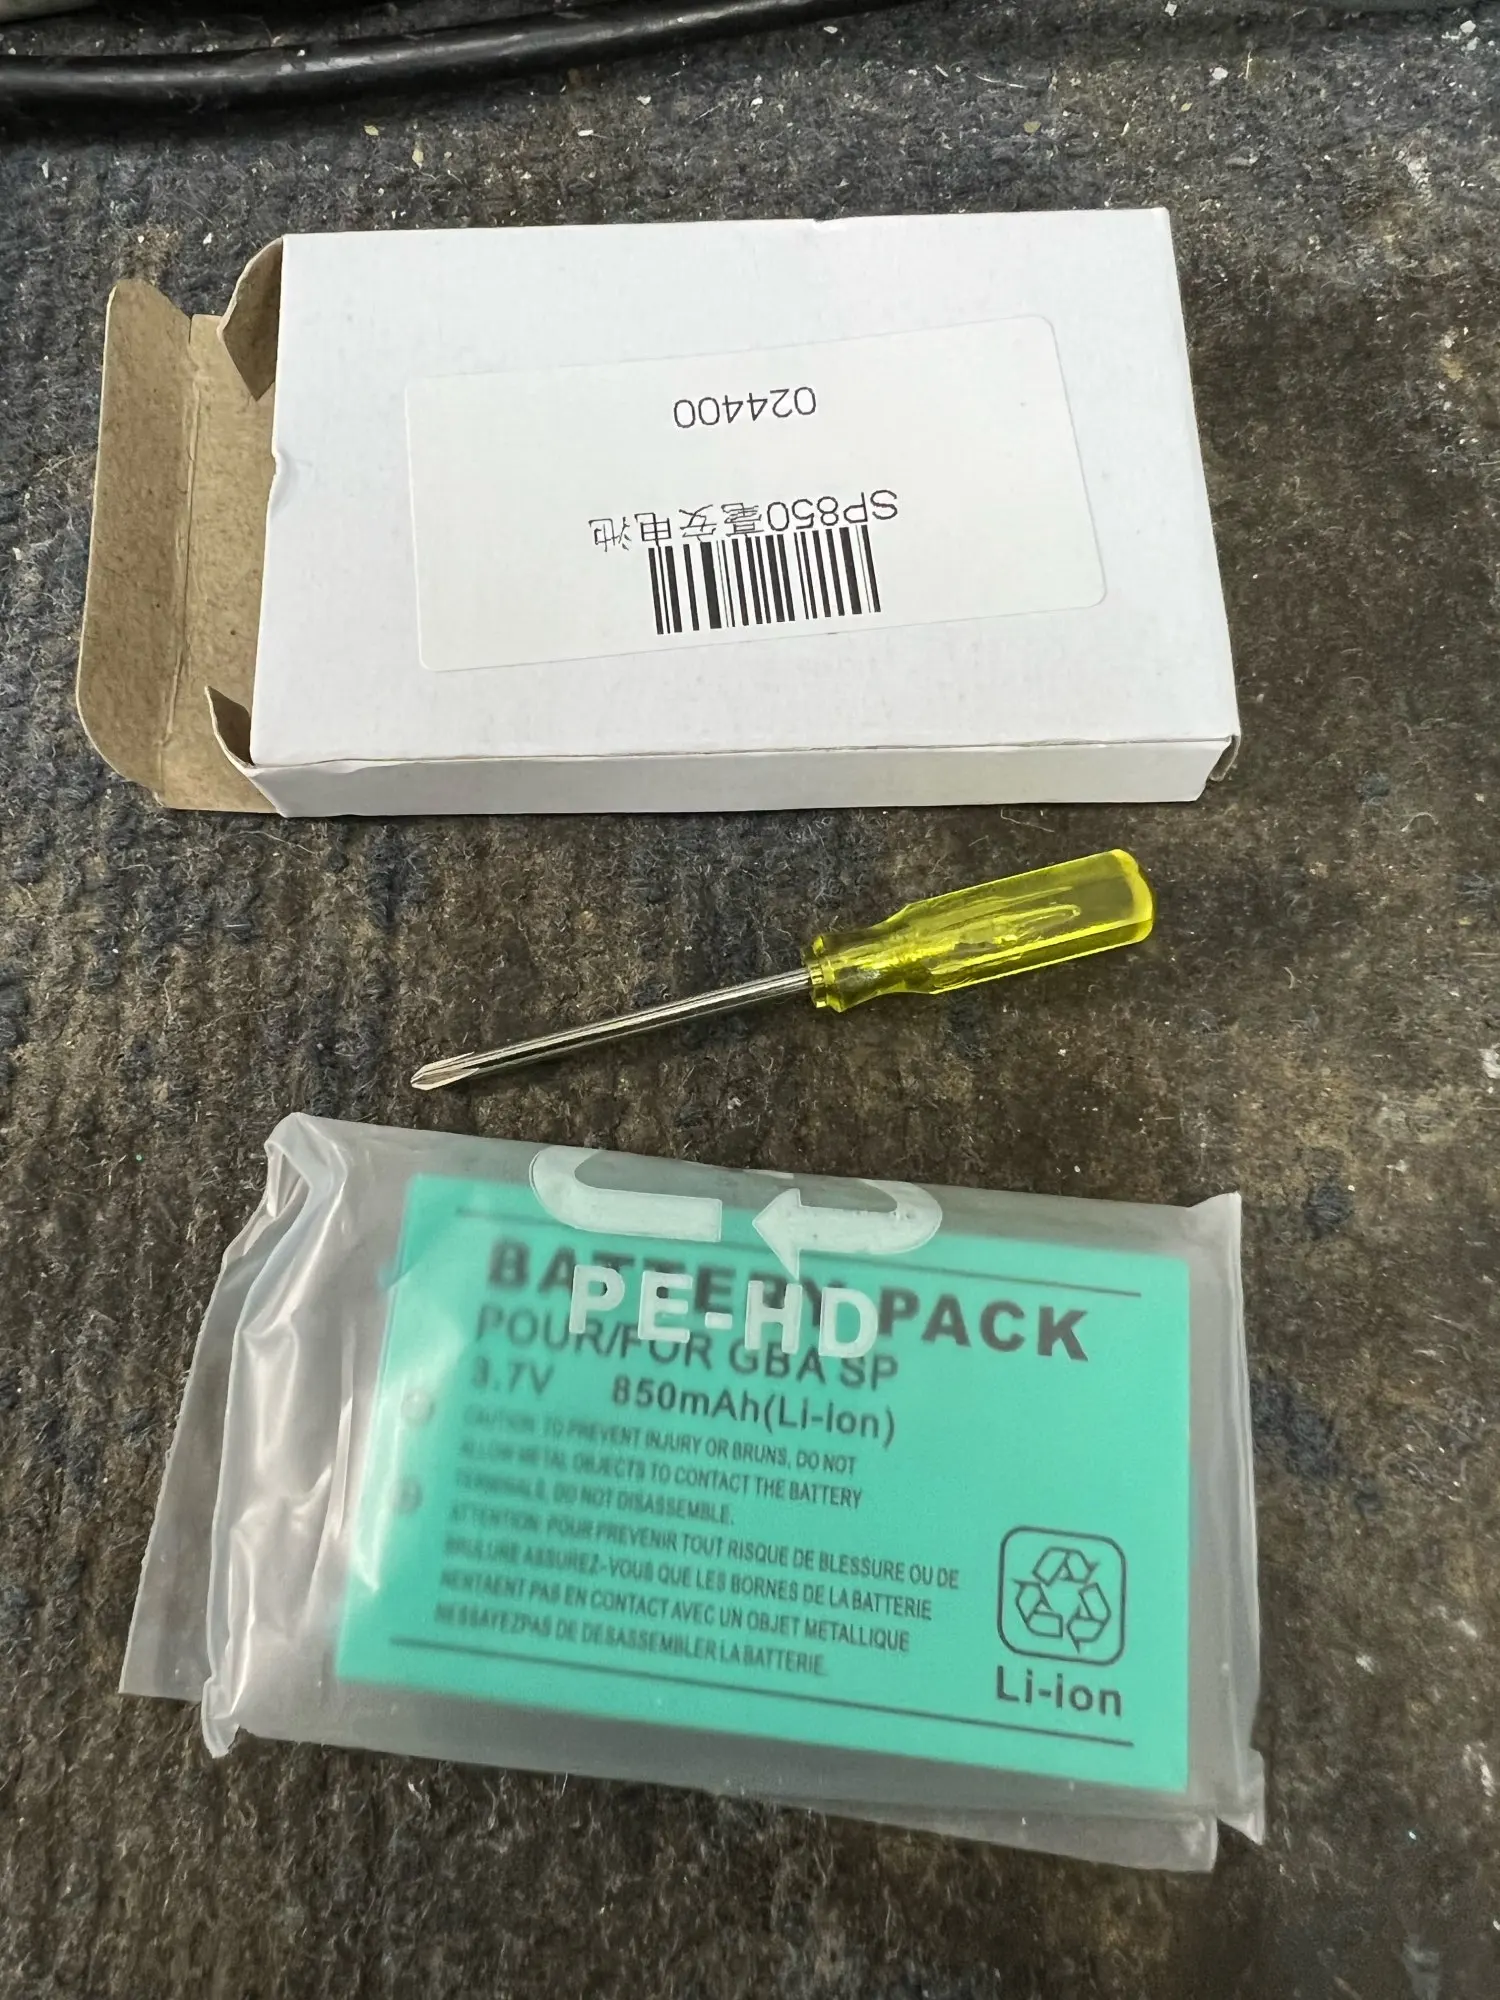 SP850毫安电池
024400
PE-HD
BATTERY PACK
POUR/FOR GBA SP
3.7V 850mAh(Li-ion)
CAUTION: TO PREVENT INJURY OR BRUNS, DO NOT
ALLOW METAL OBJECTS TO CONTACT THE BATTERY
TERMINALS, DO NOT DISASSEMBLE.
ATTENTION: POUR PREVENIR TOUT RISQUE DE BLESSURE OU DE
BRULURE ASSUREZ-VOUS QUE LES BORNES DE LA BATTERIE
NENTAENT PAS EN CONTACT AVEC UN OBJET METALLIQUE
NESSAYEZPAS DE DESASSEMBLER LA BATTERIE.
Li-ion